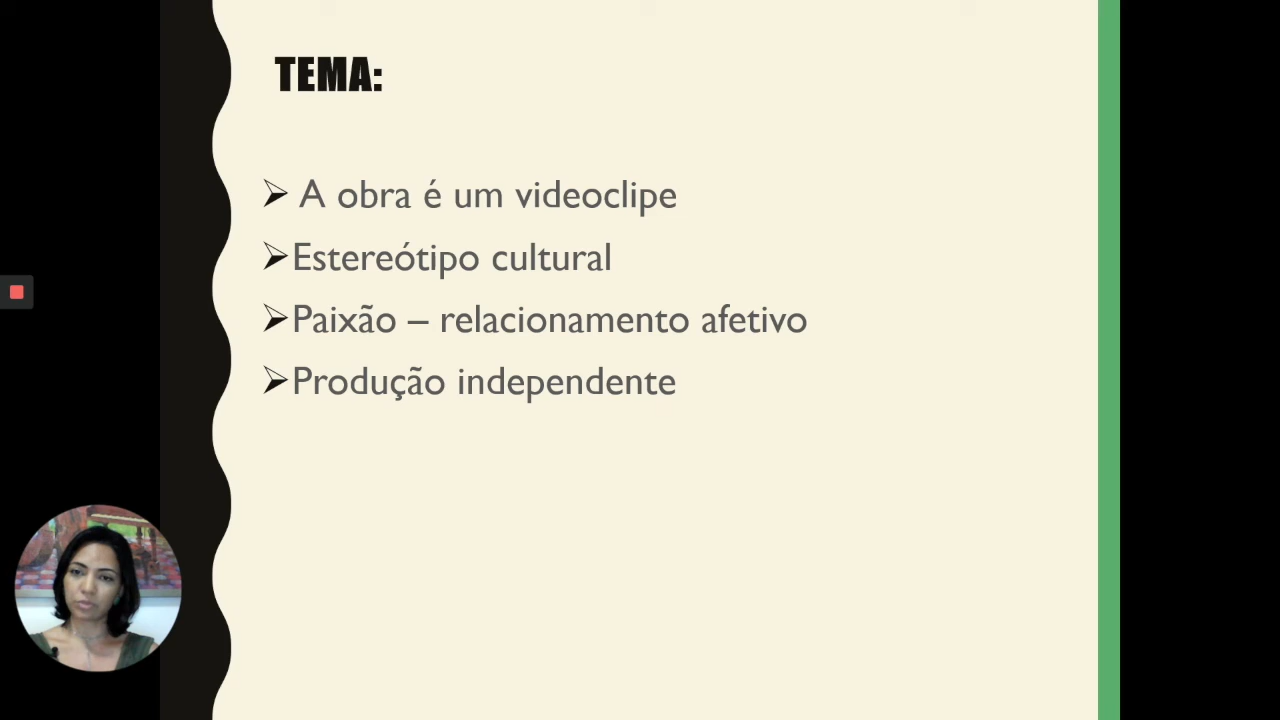 TEMA:
A obra é um videoclipe
Estereótipo cultural
Paixão – relacionamento afetivo
Produção independente